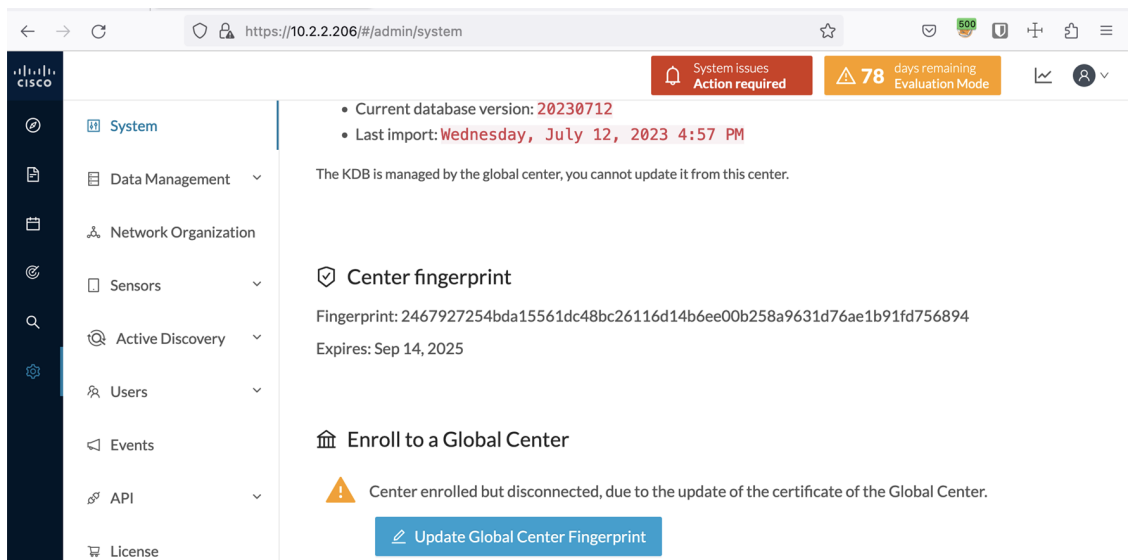 https://10.2.2.206/#/admin/system
500
CISCO
System issues
Action required
78 days remaining
Evaluation Mode
System
Data Management
Network Organization
Sensors
Active Discovery
Users
Events
API
License
Current database version: 20230712
Last import: Wednesday, July 12, 2023 4:57 PM
The KDB is managed by the global center, you cannot update it from this center.
Center fingerprint
Fingerprint: 2467927254bda15561dc48bc26116d14b6ee00b258a9631d76ae1b91fd756894
Expires: Sep 14, 2025
Enroll to a Global Center
Center enrolled but disconnected, due to the update of the certificate of the Global Center.
Update Global Center Fingerprint